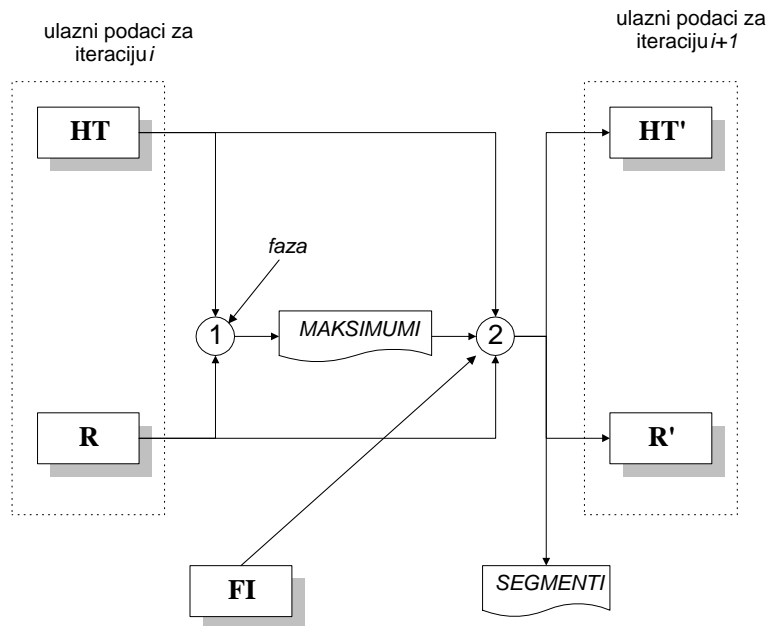 ulazni podaci za
iteraciju i
ulazni podaci za
iteraciju i+1
HT
HT'
faza
1
MAKSIMUMI
2
R
R'
FI
SEGMENTI